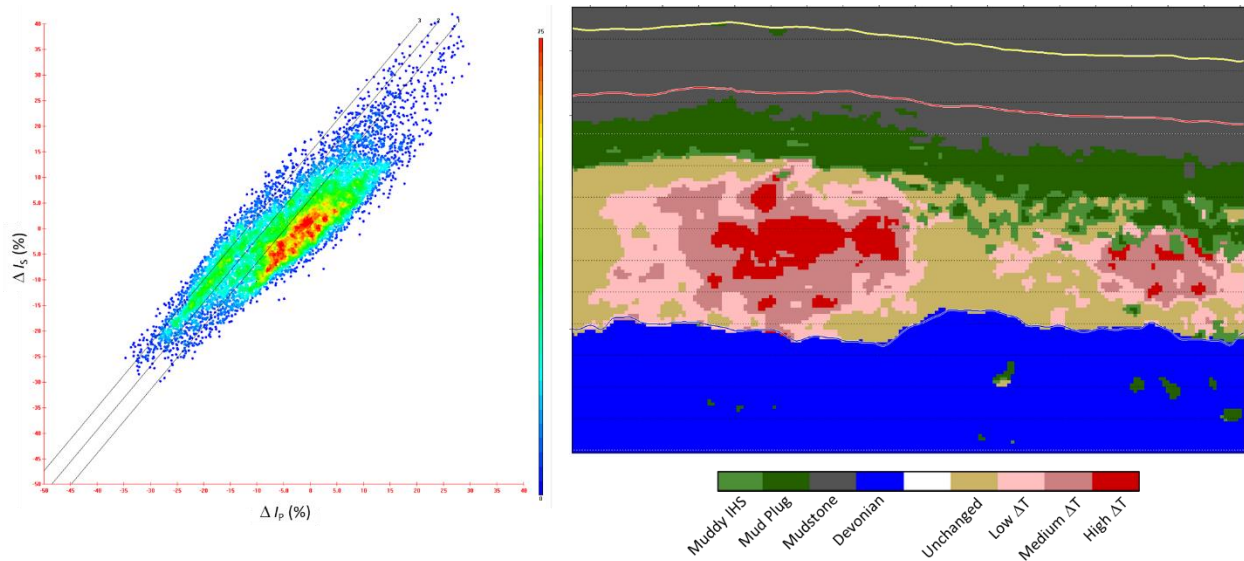 3 2
25
40
35
30
25
20
15
10
5.0
0
-5
10
15
20
25
30
35
40
45
50
Δ IS (%)
-50 -45 -40 -35 -30 -25 -20 -15 -10 -5.0 0.0 5.0 10 15 20 25 30 35 40
0
Δ IP (%)
Muddy IHS
Mud Plug
Mudstone
Devonian
Unchanged
Low ΔT
Medium ΔT
High ΔT